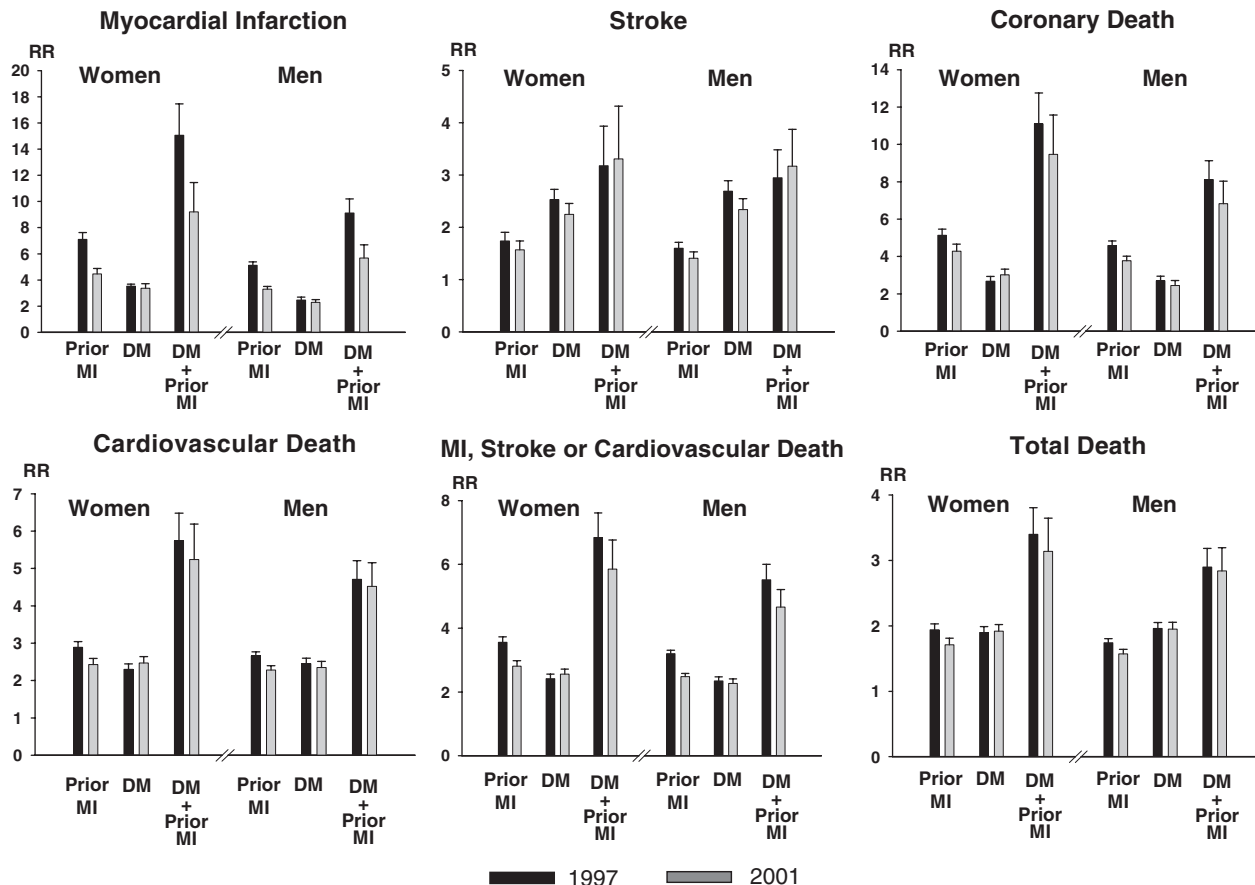 Myocardial Infarction
RR
Women
Men
20
18
16
14
12
10
8
6
4
2
0
Prior MI
DM
DM + Prior MI
Prior MI
DM
DM + Prior MI
Stroke
RR
Women
Men
5
4
3
2
1
0
Prior MI
DM
DM + Prior MI
Prior MI
DM
DM + Prior MI
Coronary Death
RR
Women
Men
14
12
10
8
6
4
2
0
Prior MI
DM
DM + Prior MI
Prior MI
DM
DM + Prior MI
Cardiovascular Death
RR
Women
Men
7
6
5
4
3
2
1
0
Prior MI
DM
DM + Prior MI
Prior MI
DM
DM + Prior MI
MI, Stroke or Cardiovascular Death
RR
Women
Men
8
6
4
2
0
Prior MI
DM
DM + Prior MI
Prior MI
DM
DM + Prior MI
Total Death
RR
Women
Men
4
3
2
1
0
Prior MI
DM
DM + Prior MI
Prior MI
DM
DM + Prior MI
1997
2001